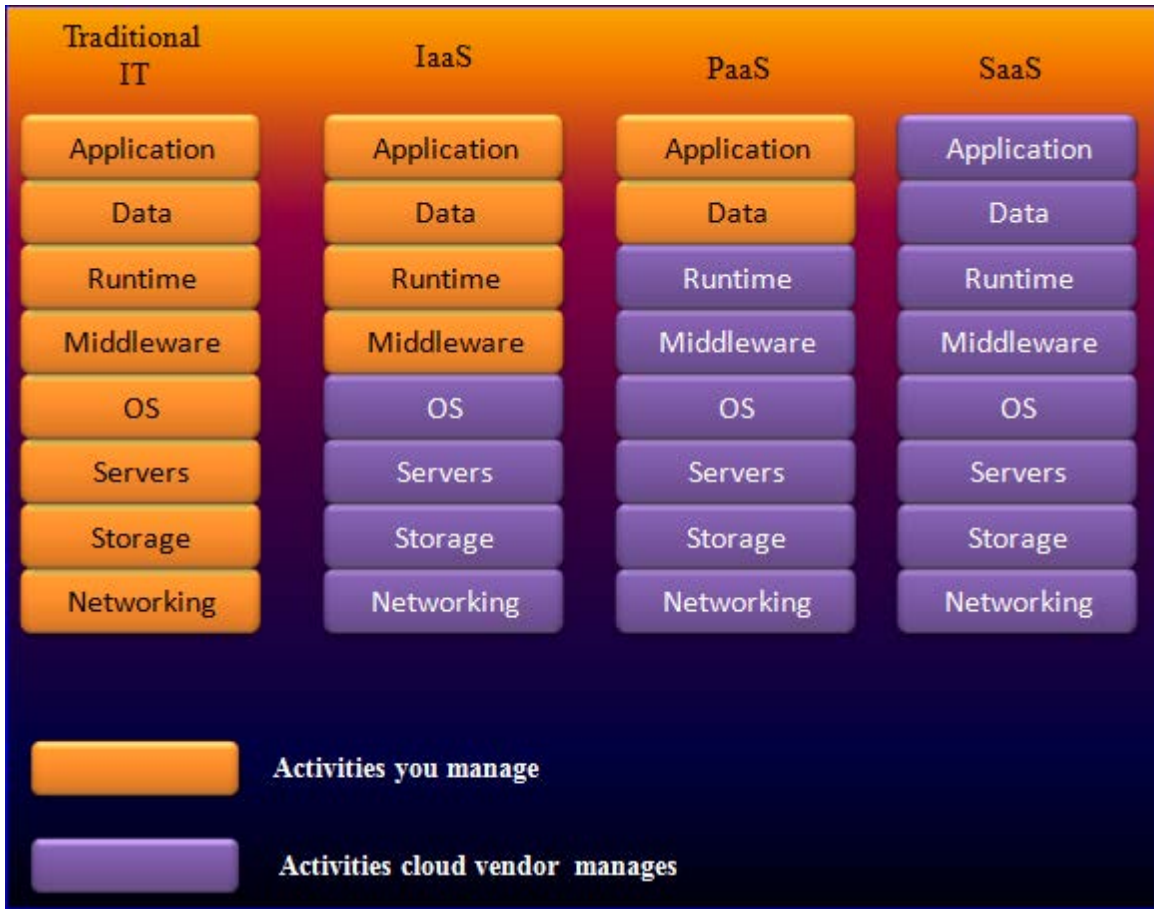 Traditional
IT
IaaS
PaaS
SaaS
Application
Application
Application
Application
Data
Data
Data
Data
Runtime
Runtime
Runtime
Runtime
Middleware
Middleware
Middleware
Middleware
OS
OS
OS
OS
Servers
Servers
Servers
Servers
Storage
Storage
Storage
Storage
Networking
Networking
Networking
Networking
Activities you manage
Activities cloud vendor manages